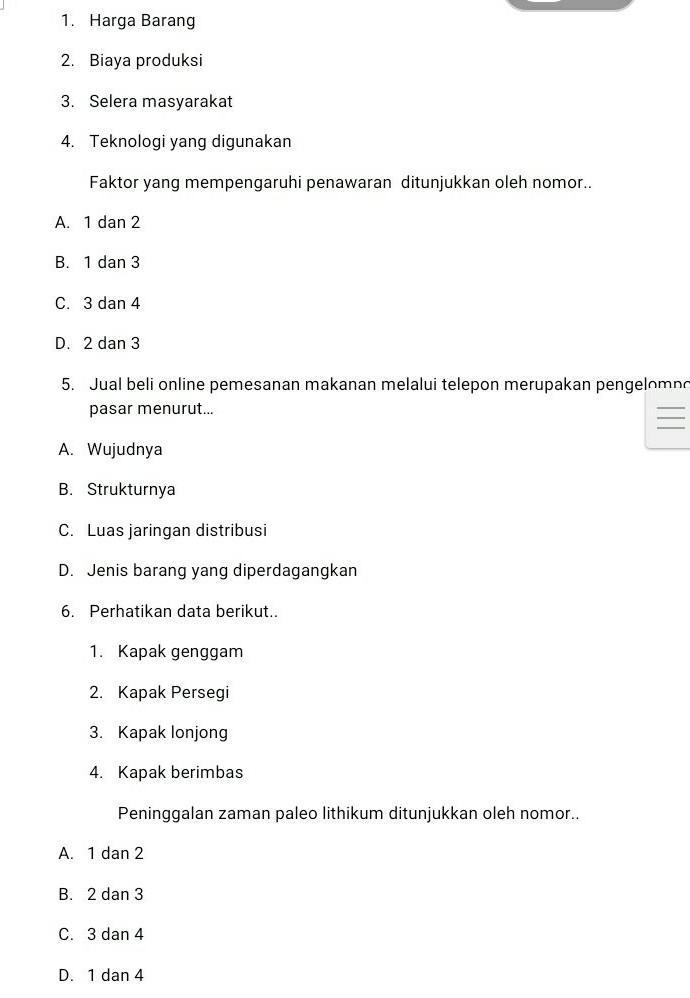 1. Harga Barang
2. Biaya produksi
3. Selera masyarakat
4. Teknologi yang digunakan
Faktor yang mempengaruhi penawaran ditunjukkan oleh nomor..
A. 1 dan 2
B. 1 dan 3
C. 3 dan 4
D. 2 dan 3
5. Jual beli online pemesanan makanan melalui telepon merupakan
pasar menurut...
A. Wujudnya
B. Strukturnya
C. Luas jaringan distribusi
D. Jenis barang yang diperdagangkan
6. Perhatikan data berikut..
1. Kapak genggam
2. Kapak Persegi
3. Kapak lonjong
4. Kapak berimbas
Peninggalan zaman paleo lithikum ditunjukkan oleh nomor..
A. 1 dan 2
B. 2 dan 3
C. 3 dan 4
D. 1 dan 4